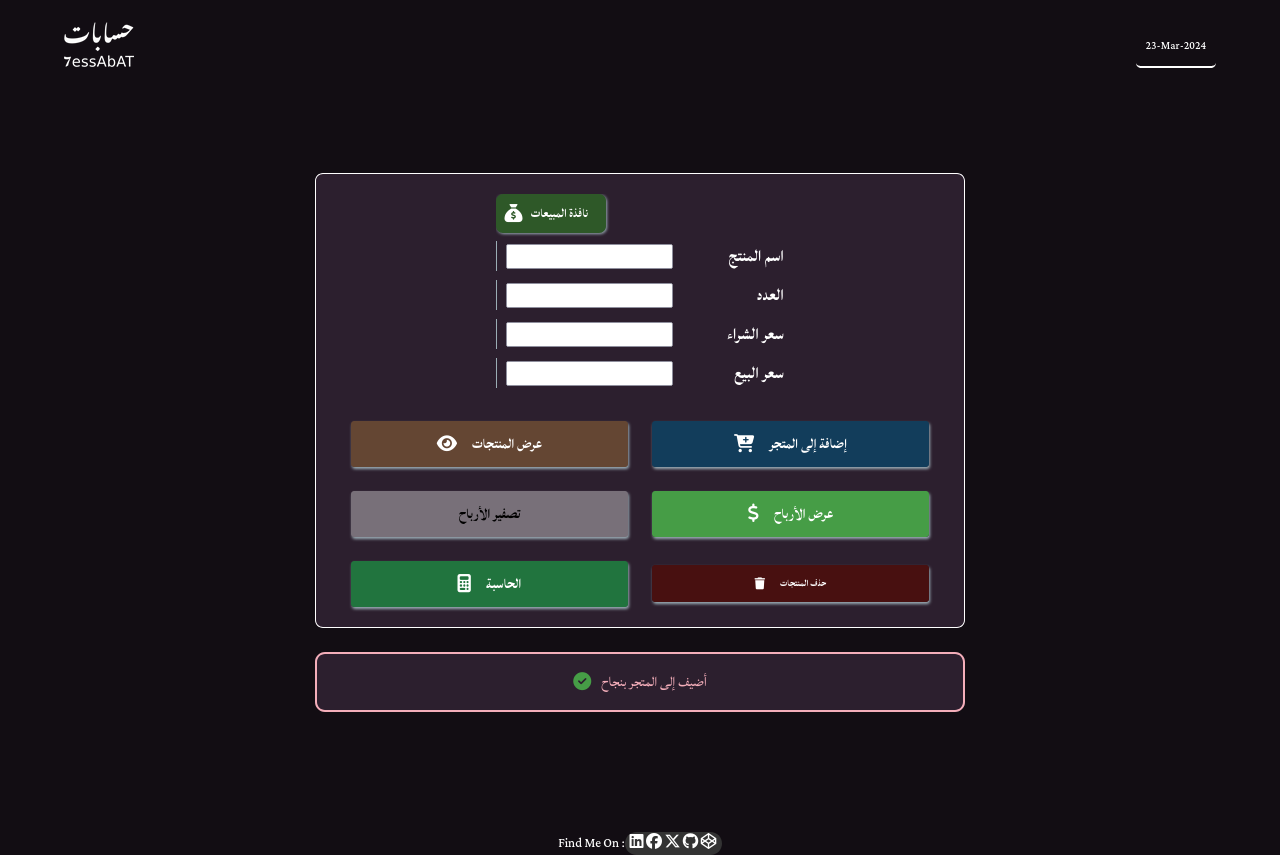 حسابات
7essAbAT
23-Mar-2024
نافذة المبيعات
اسم المنتج
العدد
سعر الشراء
سعر البيع
إضافة إلى المتجر
عرض المنتجات
عرض الأرباح
تصفير الأرباح
حذف المنتجات
الحاسبة
أضيف إلى المتجر بنجاح
Find Me On :